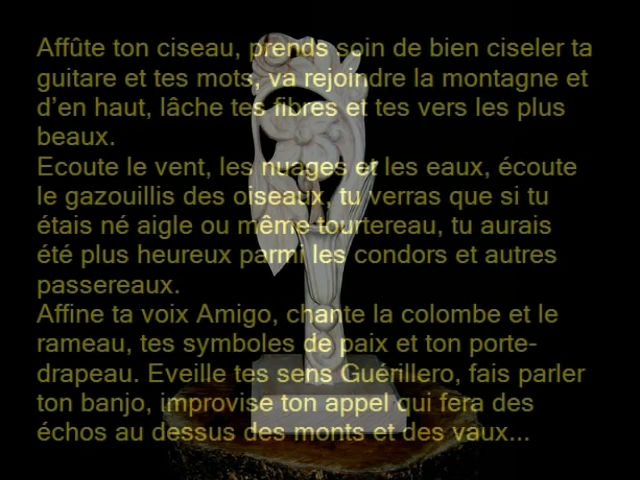 Affûte ton ciseau, prends soin de bien ciseler ta
guitare et tes mots, va rejoindre la montagne et
d’en haut, lâche tes fibres et tes vers les plus
beaux.
Ecoute le vent, les nuages et les eaux, écoute
le gazouillis des oiseaux, tu verras que si tu
étais né aigle ou même tourtereau, tu aurais
été plus heureux parmi les condors et autres
passereaux.
Affine ta voix Amigo, chante la colombe et le
rameau, tes symboles de paix et ton porte-
drapeau. Eveille tes sens Guérillero, fais parler
ton banjo, improvise ton appel qui fera des
échos au dessus des monts et des vaux...